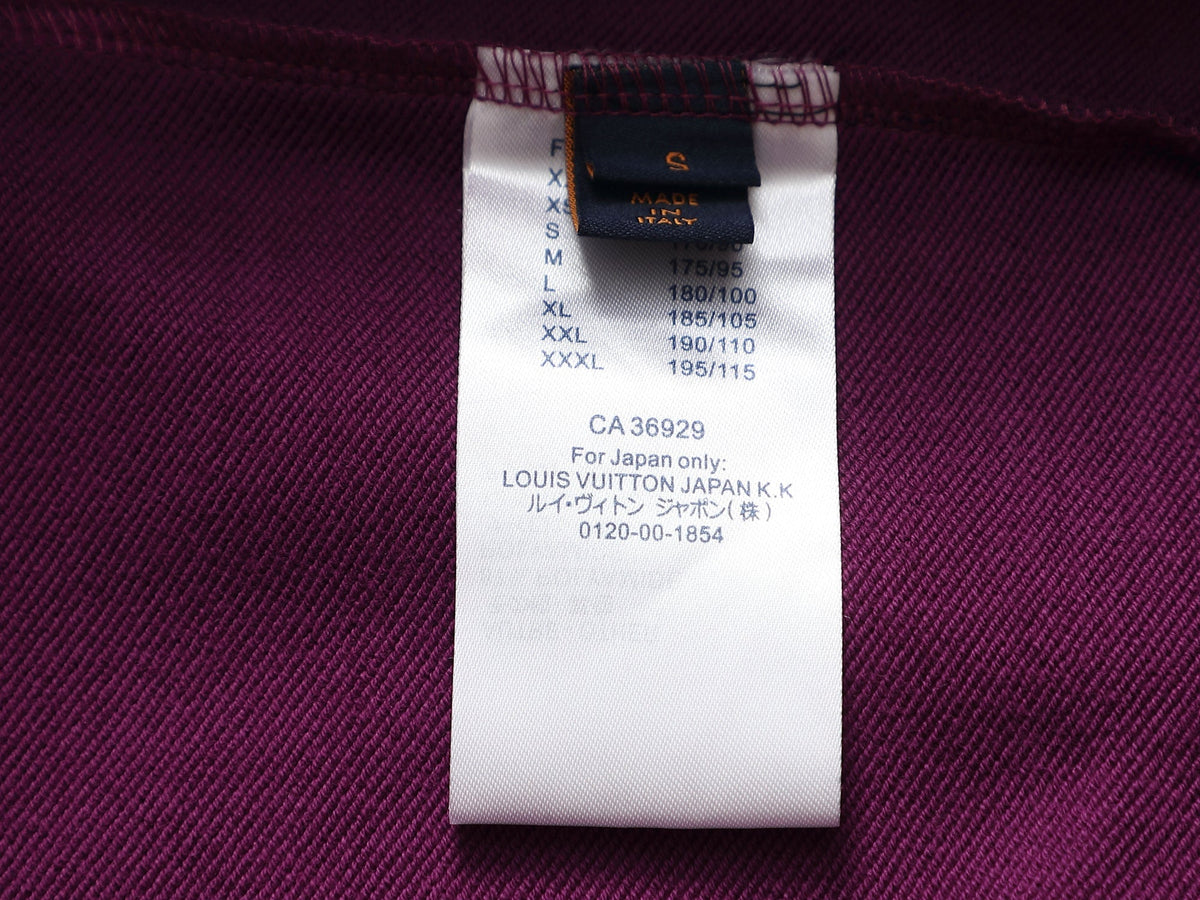 S
MADE
IN
ITALY
F
X
XS
S
M 175/95
L 180/100
XL 185/105
XXL 190/110
XXXL 195/115
CA 36929
For Japan only:
LOUIS VUITTON JAPAN K.K
ルイ・ヴィトン ジャポン(株)
0120-00-1854